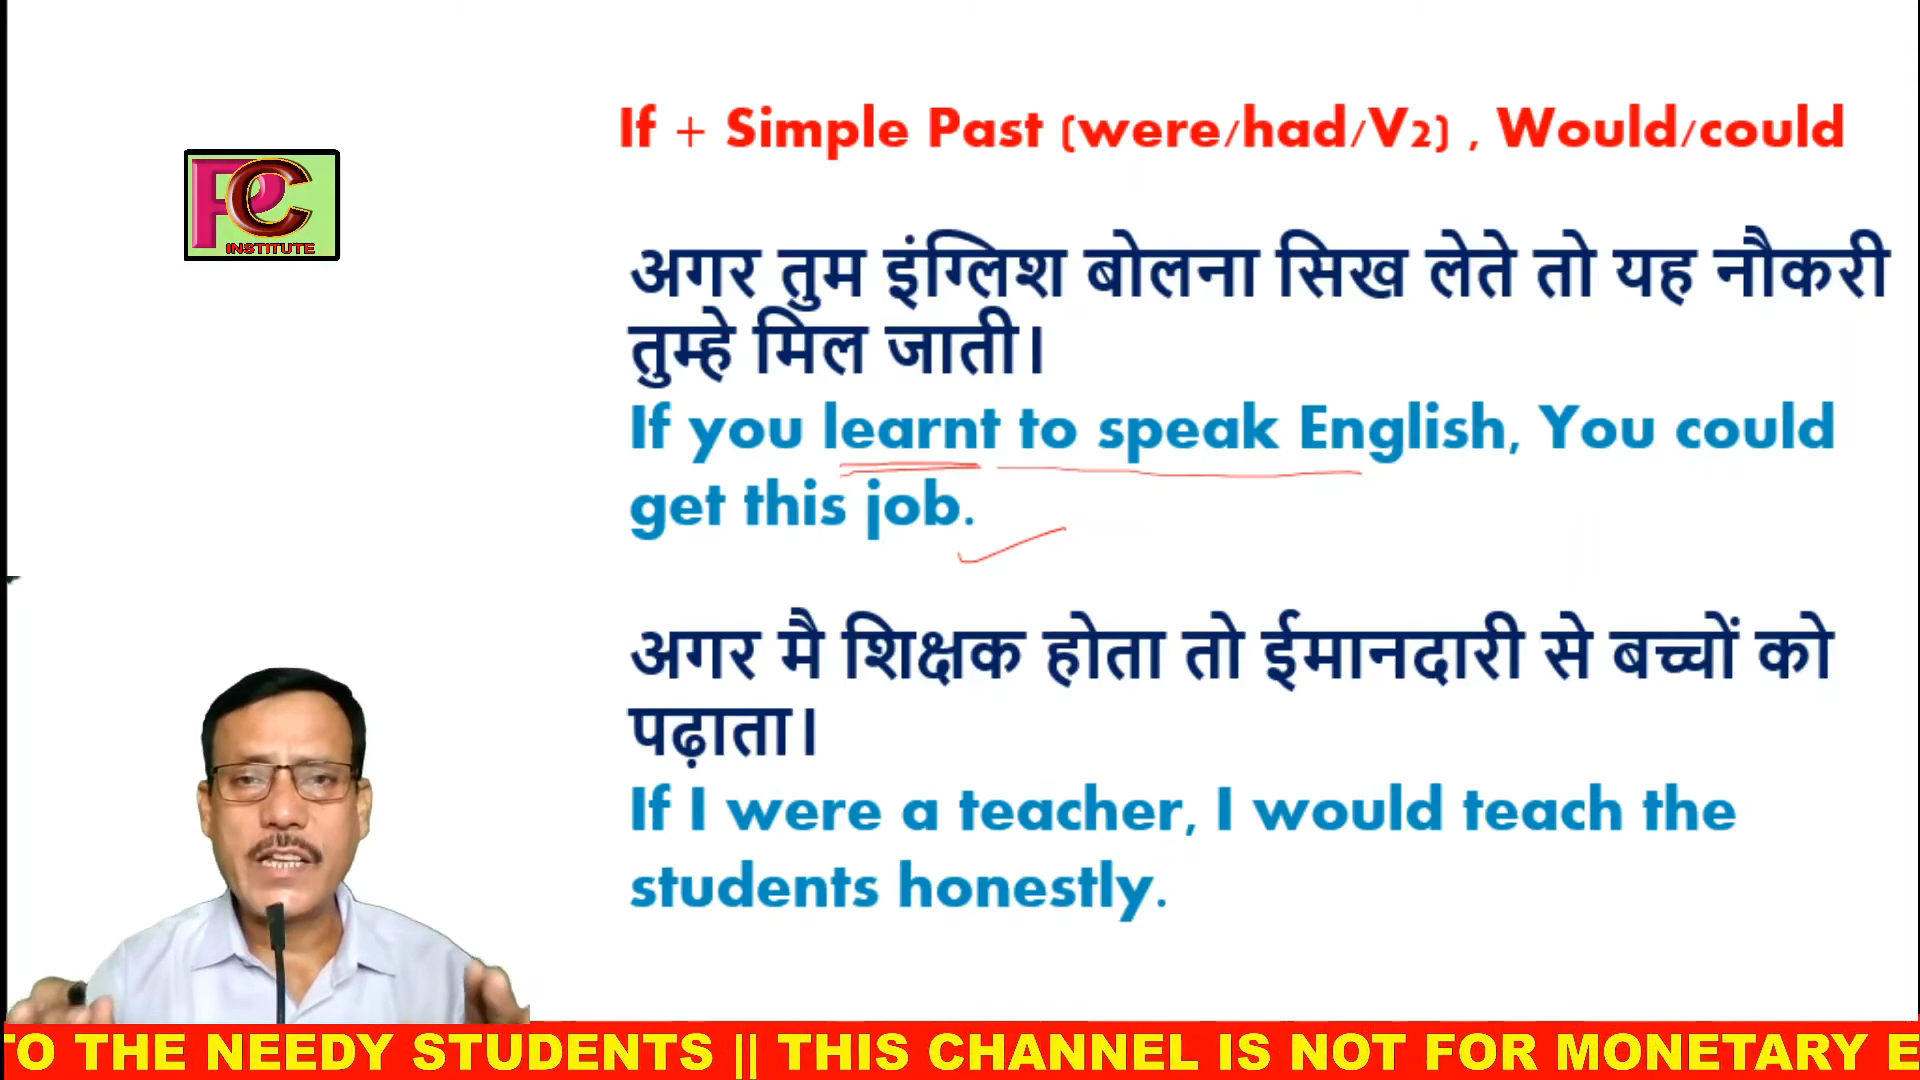 If + Simple Past (were/had/V2) , Would/could
PC
INSTITUTE
अगर तुम इंग्लिश बोलना सिख लेते तो यह नौकरी
तुम्हे मिल जाती।
If you learnt to speak English, You could
get this job.
अगर मै शिक्षक होता तो ईमानदारी से बच्चों को
पढ़ाता।
If I were a teacher, I would teach the
students honestly.
TO THE NEEDY STUDENTS || THIS CHANNEL IS NOT FOR MONETARY E